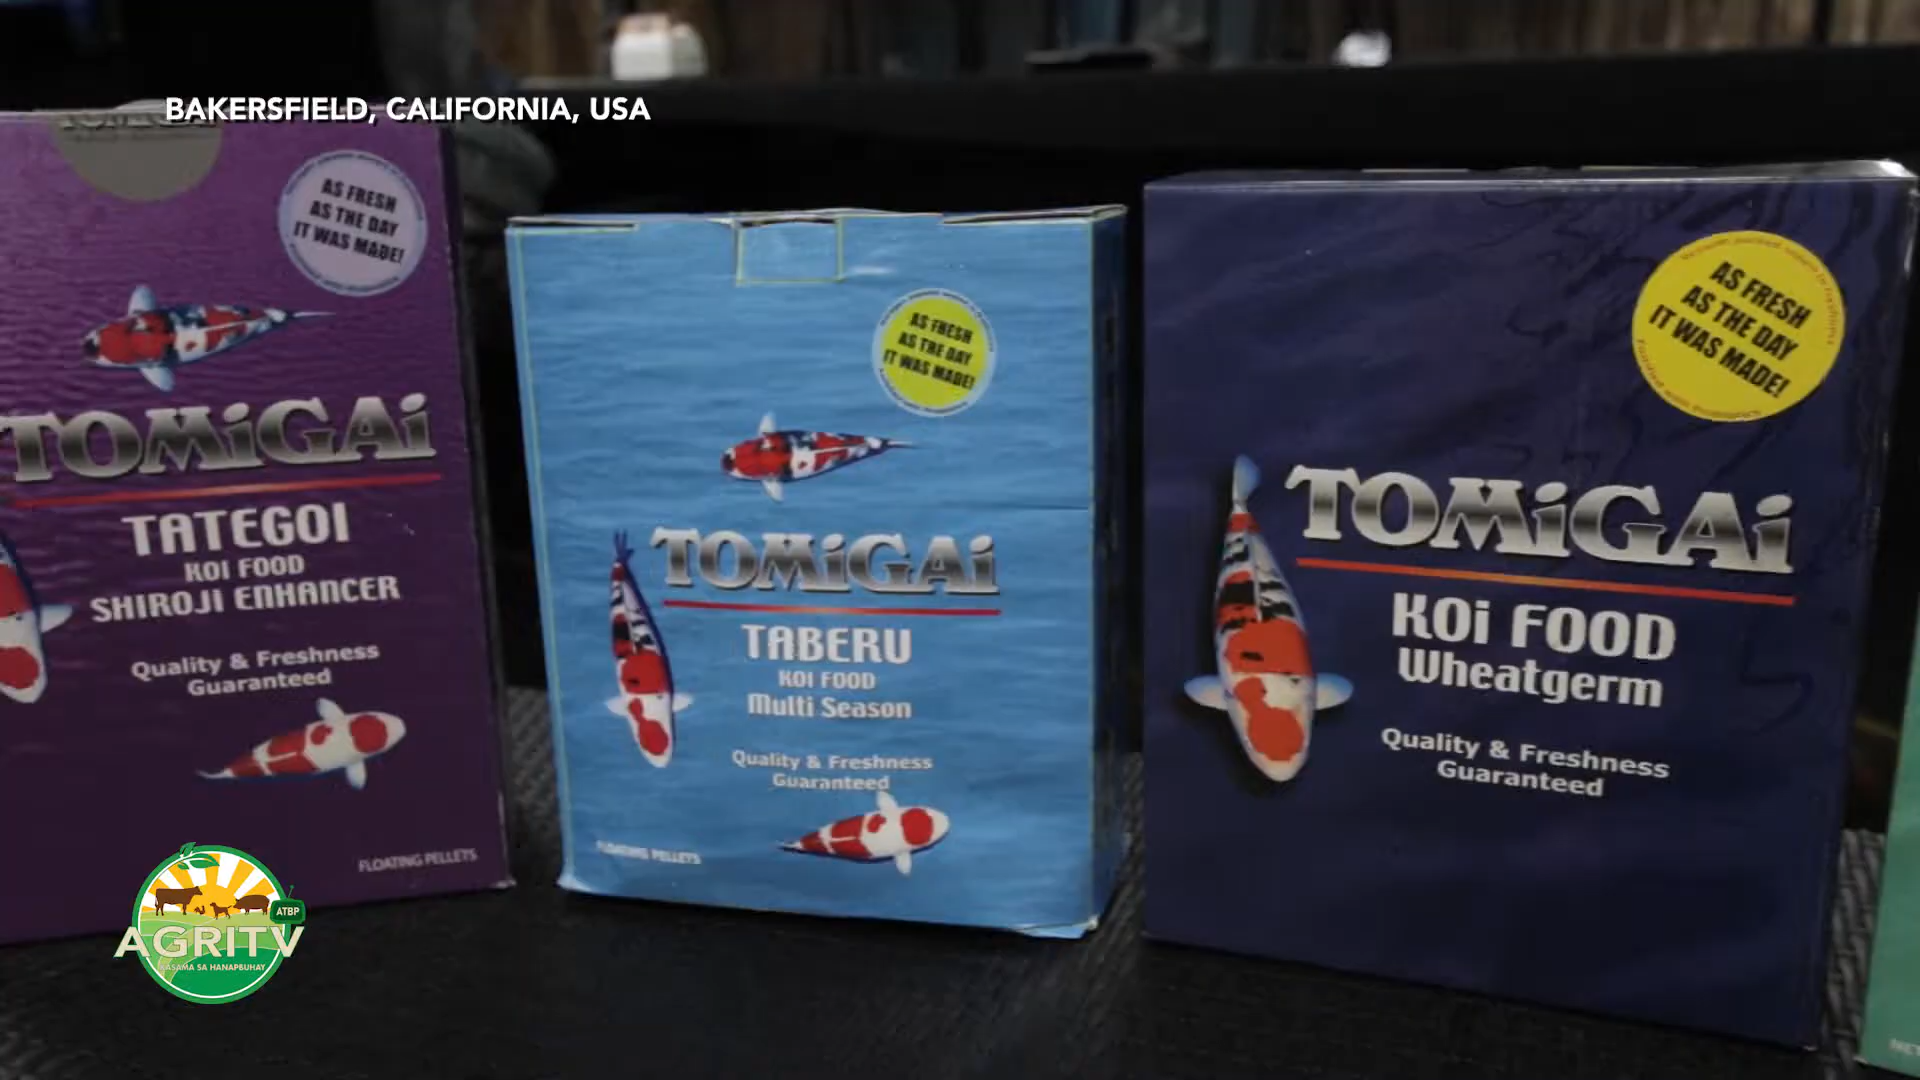 BAKERSFIELD, CALIFORNIA, USA
AS FRESH
AS THE DAY
IT WAS MADE!
TOMiGAi
TATEGOI
KOI FOOD
SHIROJI ENHANCER
Quality & Freshness
Guaranteed
FLOATING PELLETS
AS FRESH
AS THE DAY
IT WAS MADE!
TOMiGAi
TABERU
KOI FOOD
Multi Season
Quality & Freshness
Guaranteed
FLOATING PELLETS
AS FRESH
AS THE DAY
IT WAS MADE!
TOMiGAi
KOi FOOD
Wheatgerm
Quality & Freshness
Guaranteed
ATBP
AGRITV
KASAMA SA HANAPBUHAY